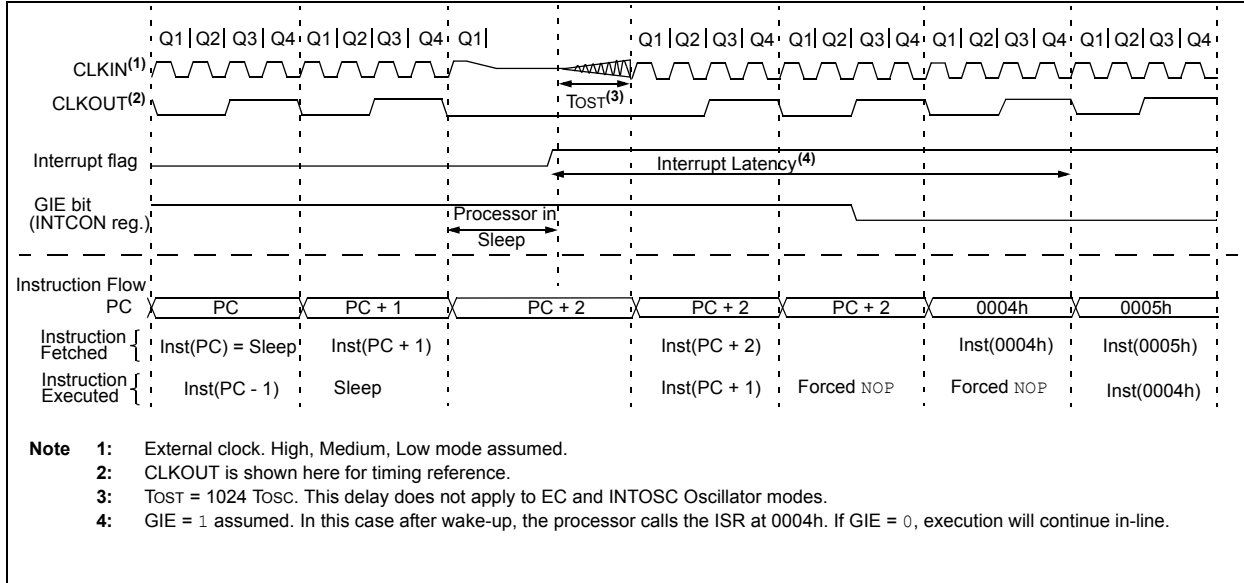 Q1 Q2 Q3 Q4 Q1 Q2 Q3 Q4 Q1 Q1 Q2 Q3 Q4 Q1 Q2 Q3 Q4 Q1 Q2 Q3 Q4 Q1 Q2 Q3 Q4
CLKIN(1)
CLKOUT(2) TOST(3)
Interrupt flag Interrupt Latency(4)
GIE bit
(INTCON reg.) Processor in
Sleep
Instruction Flow
PC PC PC + 1 PC + 2 PC + 2 PC + 2 0004h 0005h
Instruction
Fetched Inst(PC) = Sleep Inst(PC + 1) Inst(PC + 2) Inst(0004h) Inst(0005h)
Instruction
Executed Inst(PC - 1) Sleep Inst(PC + 1) Forced NOP Forced NOP Inst(0004h)
Note 1: External clock. High, Medium, Low mode assumed.
2: CLKOUT is shown here for timing reference.
3: TOST = 1024 TOSC. This delay does not apply to EC and INTOSC Oscillator modes.
4: GIE = 1 assumed. In this case after wake-up, the processor calls the ISR at 0004h. If GIE = 0, execution will continue in-line.